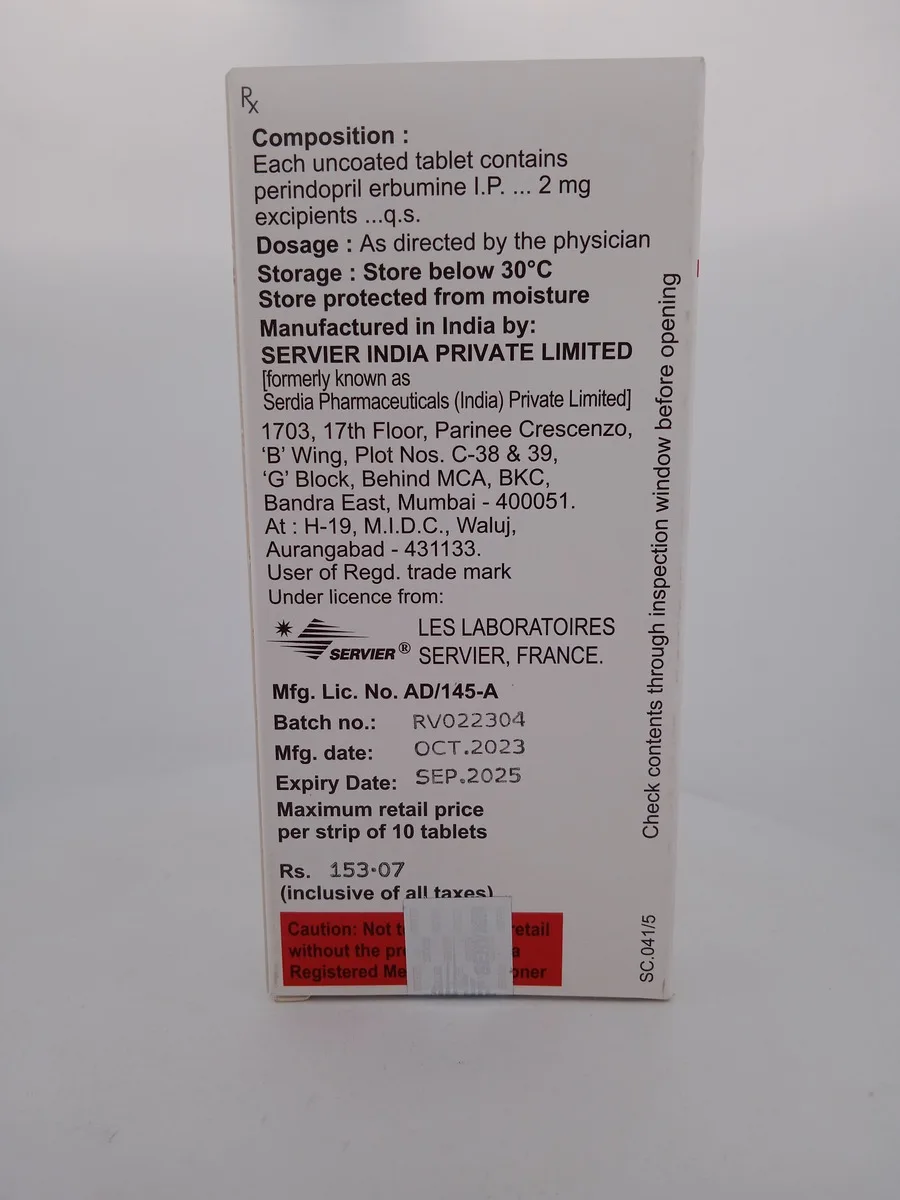 Rx
Composition :
Each uncoated tablet contains
perindopril erbumine I.P. ... 2 mg
excipients ...q.s.
Dosage : As directed by the physician
Storage : Store below 30°C
Store protected from moisture
Manufactured in India by:
SERVIER INDIA PRIVATE LIMITED
[formerly known as
Serdia Pharmaceuticals (India) Private Limited]
1703, 17th Floor, Parinee Crescenzo,
‘B’ Wing, Plot Nos. C-38 & 39,
‘G’ Block, Behind MCA, BKC,
Bandra East, Mumbai - 400051.
At : H-19, M.I.D.C., Waluj,
Aurangabad - 431133.
User of Regd. trade mark
Under licence from:
SERVIER® LES LABORATOIRES
SERVIER, FRANCE.
Mfg. Lic. No. AD/145-A
Batch no.: RV022304
Mfg. date: OCT.2023
Expiry Date: SEP.2025
Maximum retail price
per strip of 10 tablets
Rs. 153.07
(inclusive of all taxes)
Caution: Not retail
without the
Registered
Check contents through inspection window before opening
SC.041/5